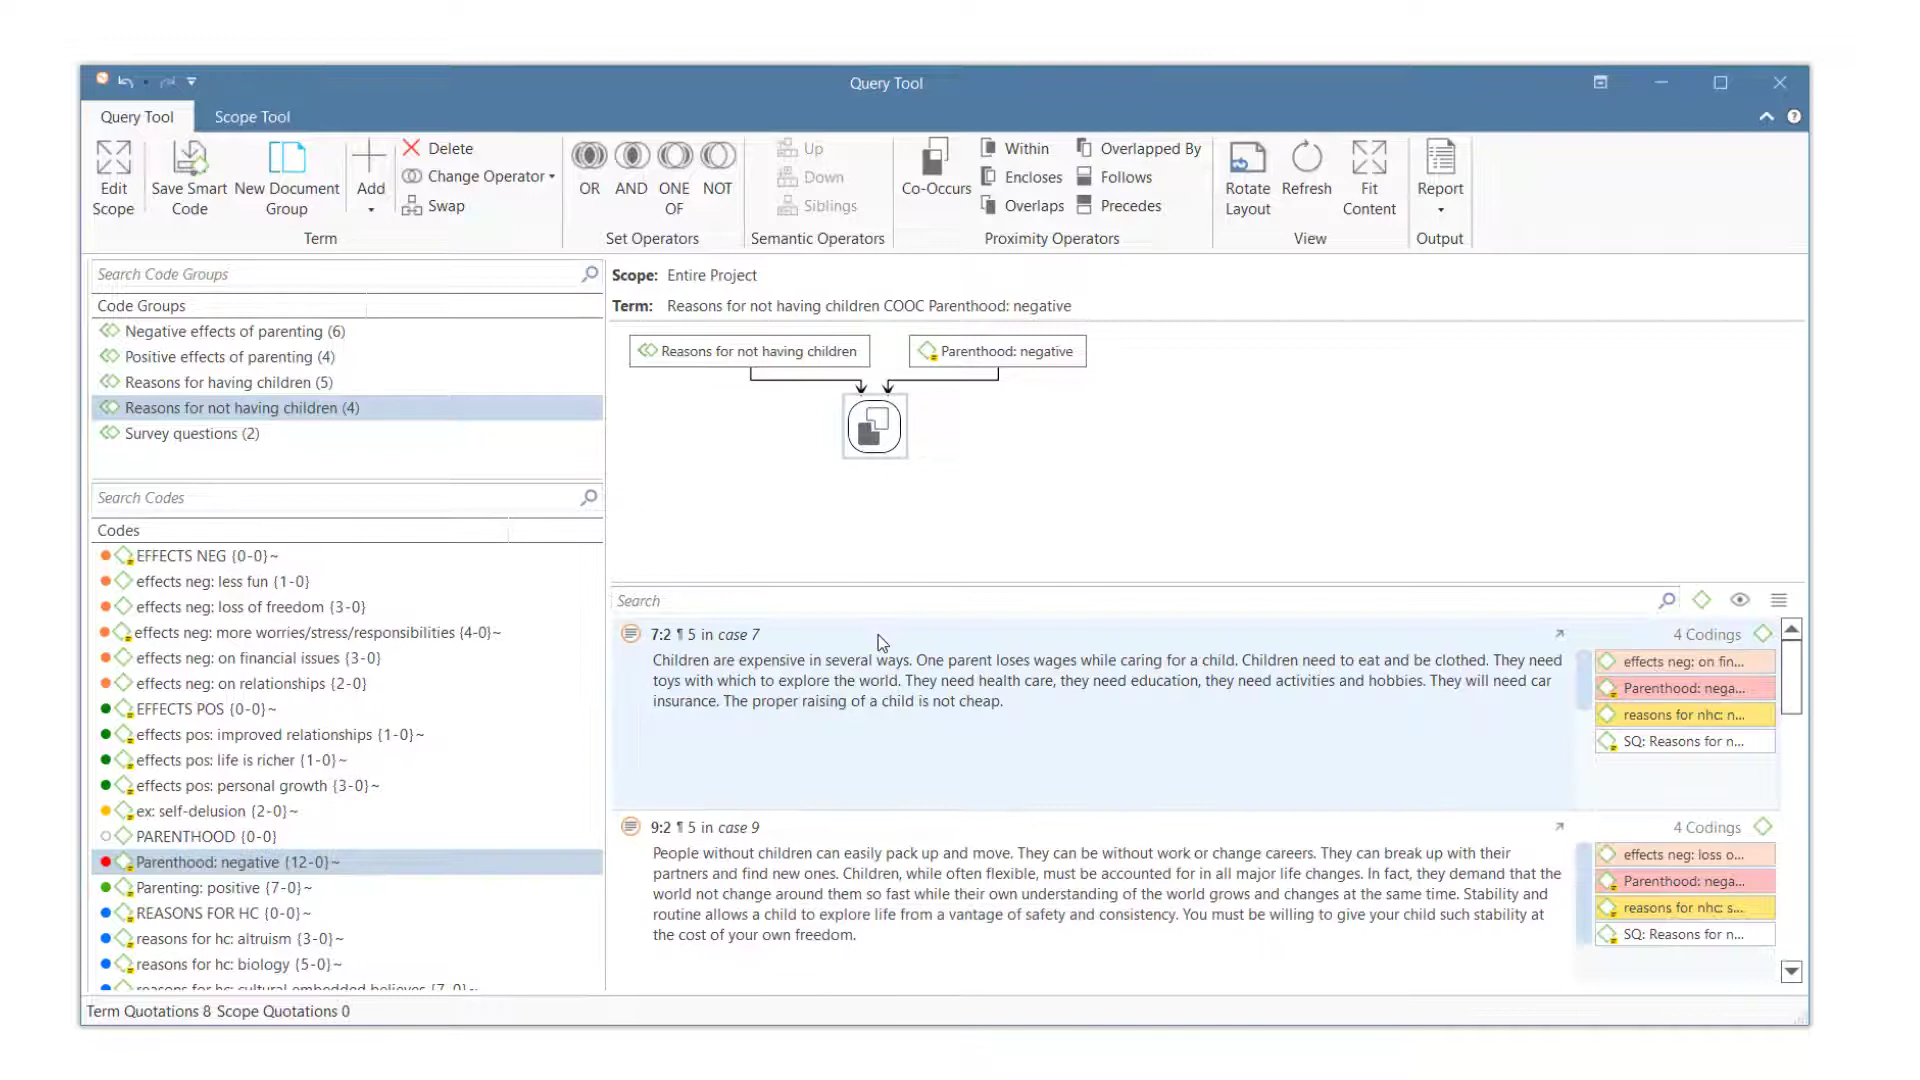 Query Tool
Query Tool
Scope Tool
Edit Scope
Save Smart Code
New Document Group
Add
Delete
Change Operator
Swap
Term
OR
AND
ONE OF
NOT
Set Operators
Up
Down
Siblings
Semantic Operators
Co-Occurs
Within
Encloses
Overlaps
Overlapped By
Follows
Precedes
Proximity Operators
Rotate Layout
Refresh
Fit Content
View
Report
Output
Search Code Groups
Code Groups
Negative effects of parenting (6)
Positive effects of parenting (4)
Reasons for having children (5)
Reasons for not having children (4)
Survey questions (2)
Search Codes
Codes
EFFECTS NEG {0-0}~
effects neg: less fun {1-0}
effects neg: loss of freedom {3-0}
effects neg: more worries/stress/responsibilities {4-0}~
effects neg: on financial issues {3-0}
effects neg: on relationships {2-0}
EFFECTS POS {0-0}~
effects pos: improved relationships {1-0}~
effects pos: life is richer {1-0}~
effects pos: personal growth {3-0}~
ex: self-delusion {2-0}~
PARENTHOOD {0-0}
Parenthood: negative {12-0}~
Parenting: positive {7-0}~
REASONS FOR HC {0-0}~
reasons for hc: altruism {3-0}~
reasons for hc: biology {5-0}~
reasons for hc: cultural embedded believes {7-0}~
Scope: Entire Project
Term: Reasons for not having children COOC Parenthood: negative
Reasons for not having children
Parenthood: negative
Search
7:2 ¶ 5 in case 7
4 Codings
Children are expensive in several ways. One parent loses wages while caring for a child. Children need to eat and be clothed. They need
toys with which to explore the world. They need health care, they need education, they need activities and hobbies. They will need car
insurance. The proper raising of a child is not cheap.
effects neg: on fin...
Parenthood: nega...
reasons for nhc: n...
SQ: Reasons for n...
9:2 ¶ 5 in case 9
4 Codings
People without children can easily pack up and move. They can be without work or change careers. They can break up with their
partners and find new ones. Children, while often flexible, must be accounted for in all major life changes. In fact, they demand that the
world not change around them so fast while their own understanding of the world grows and changes at the same time. Stability and
routine allows a child to explore life from a vantage of safety and consistency. You must be willing to give your child such stability at
the cost of your own freedom.
effects neg: loss o...
Parenthood: nega...
reasons for nhc: s...
SQ: Reasons for n...
Term Quotations 8 Scope Quotations 0